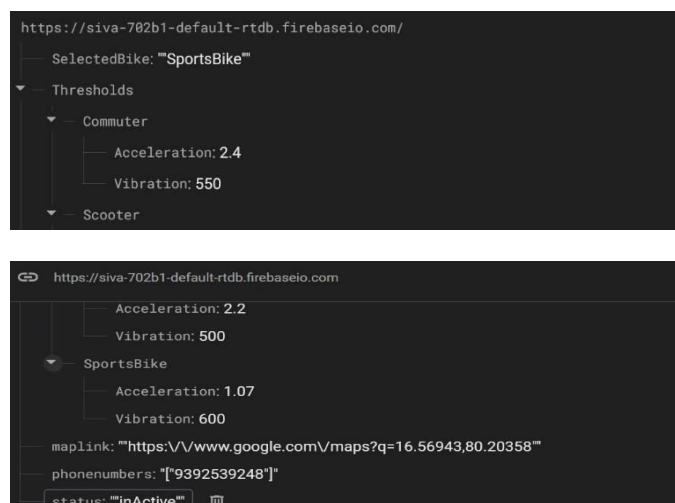 https://siva-702b1-default-rtdb.firebaseio.com/
SelectedBike: ""SportsBike""
Thresholds
Commuter
Acceleration: 2.4
Vibration: 550
Scooter
https://siva-702b1-default-rtdb.firebaseio.com
Acceleration: 2.2
Vibration: 500
SportsBike
Acceleration: 1.07
Vibration: 600
maplink: ""https:\/\/www.google.com\/maps?q=16.56943,80.20358""
phonenumbers: "["9392539248"]"
status: ""inActive""